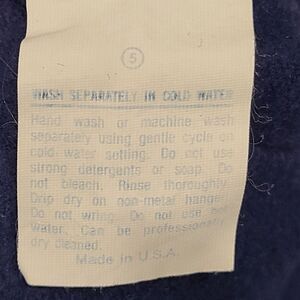 5
WASH SEPARATELY IN COLD WATER
Hand wash or machine wash
separately using gentle cycle on
cold water setting. Do not use
strong detergents or soap. Do
not bleach. Rinse thoroughly.
Drip dry on non-metal hanger
Do not wring. Do not use hot
water. Can be professionally
dry cleaned.
Made in U.S.A.